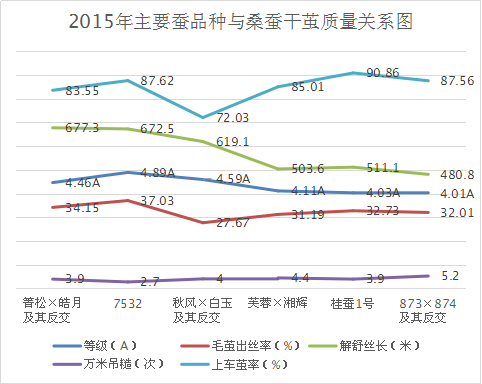 2015年主要蚕品种与桑蚕干茧质量关系图
83.55 87.62 72.03 85.01 90.86 87.56
677.3 672.5 619.1 503.6 511.1 480.8
4.46A 4.89A 4.59A 4.11A 4.03A 4.01A
34.15 37.03 27.67 31.19 32.73 32.01
3.9 2.7 4 4.4 3.9 5.2
普松×皓月 7532 秋风×白玉 芙蓉×湘辉 桂蚕1号 873×874
及其反交 及其反交 及其反交
等级（A） 毛茧出丝率（%） 解舒丝长（米）
万米吊糙（次） 上车茧率（%）